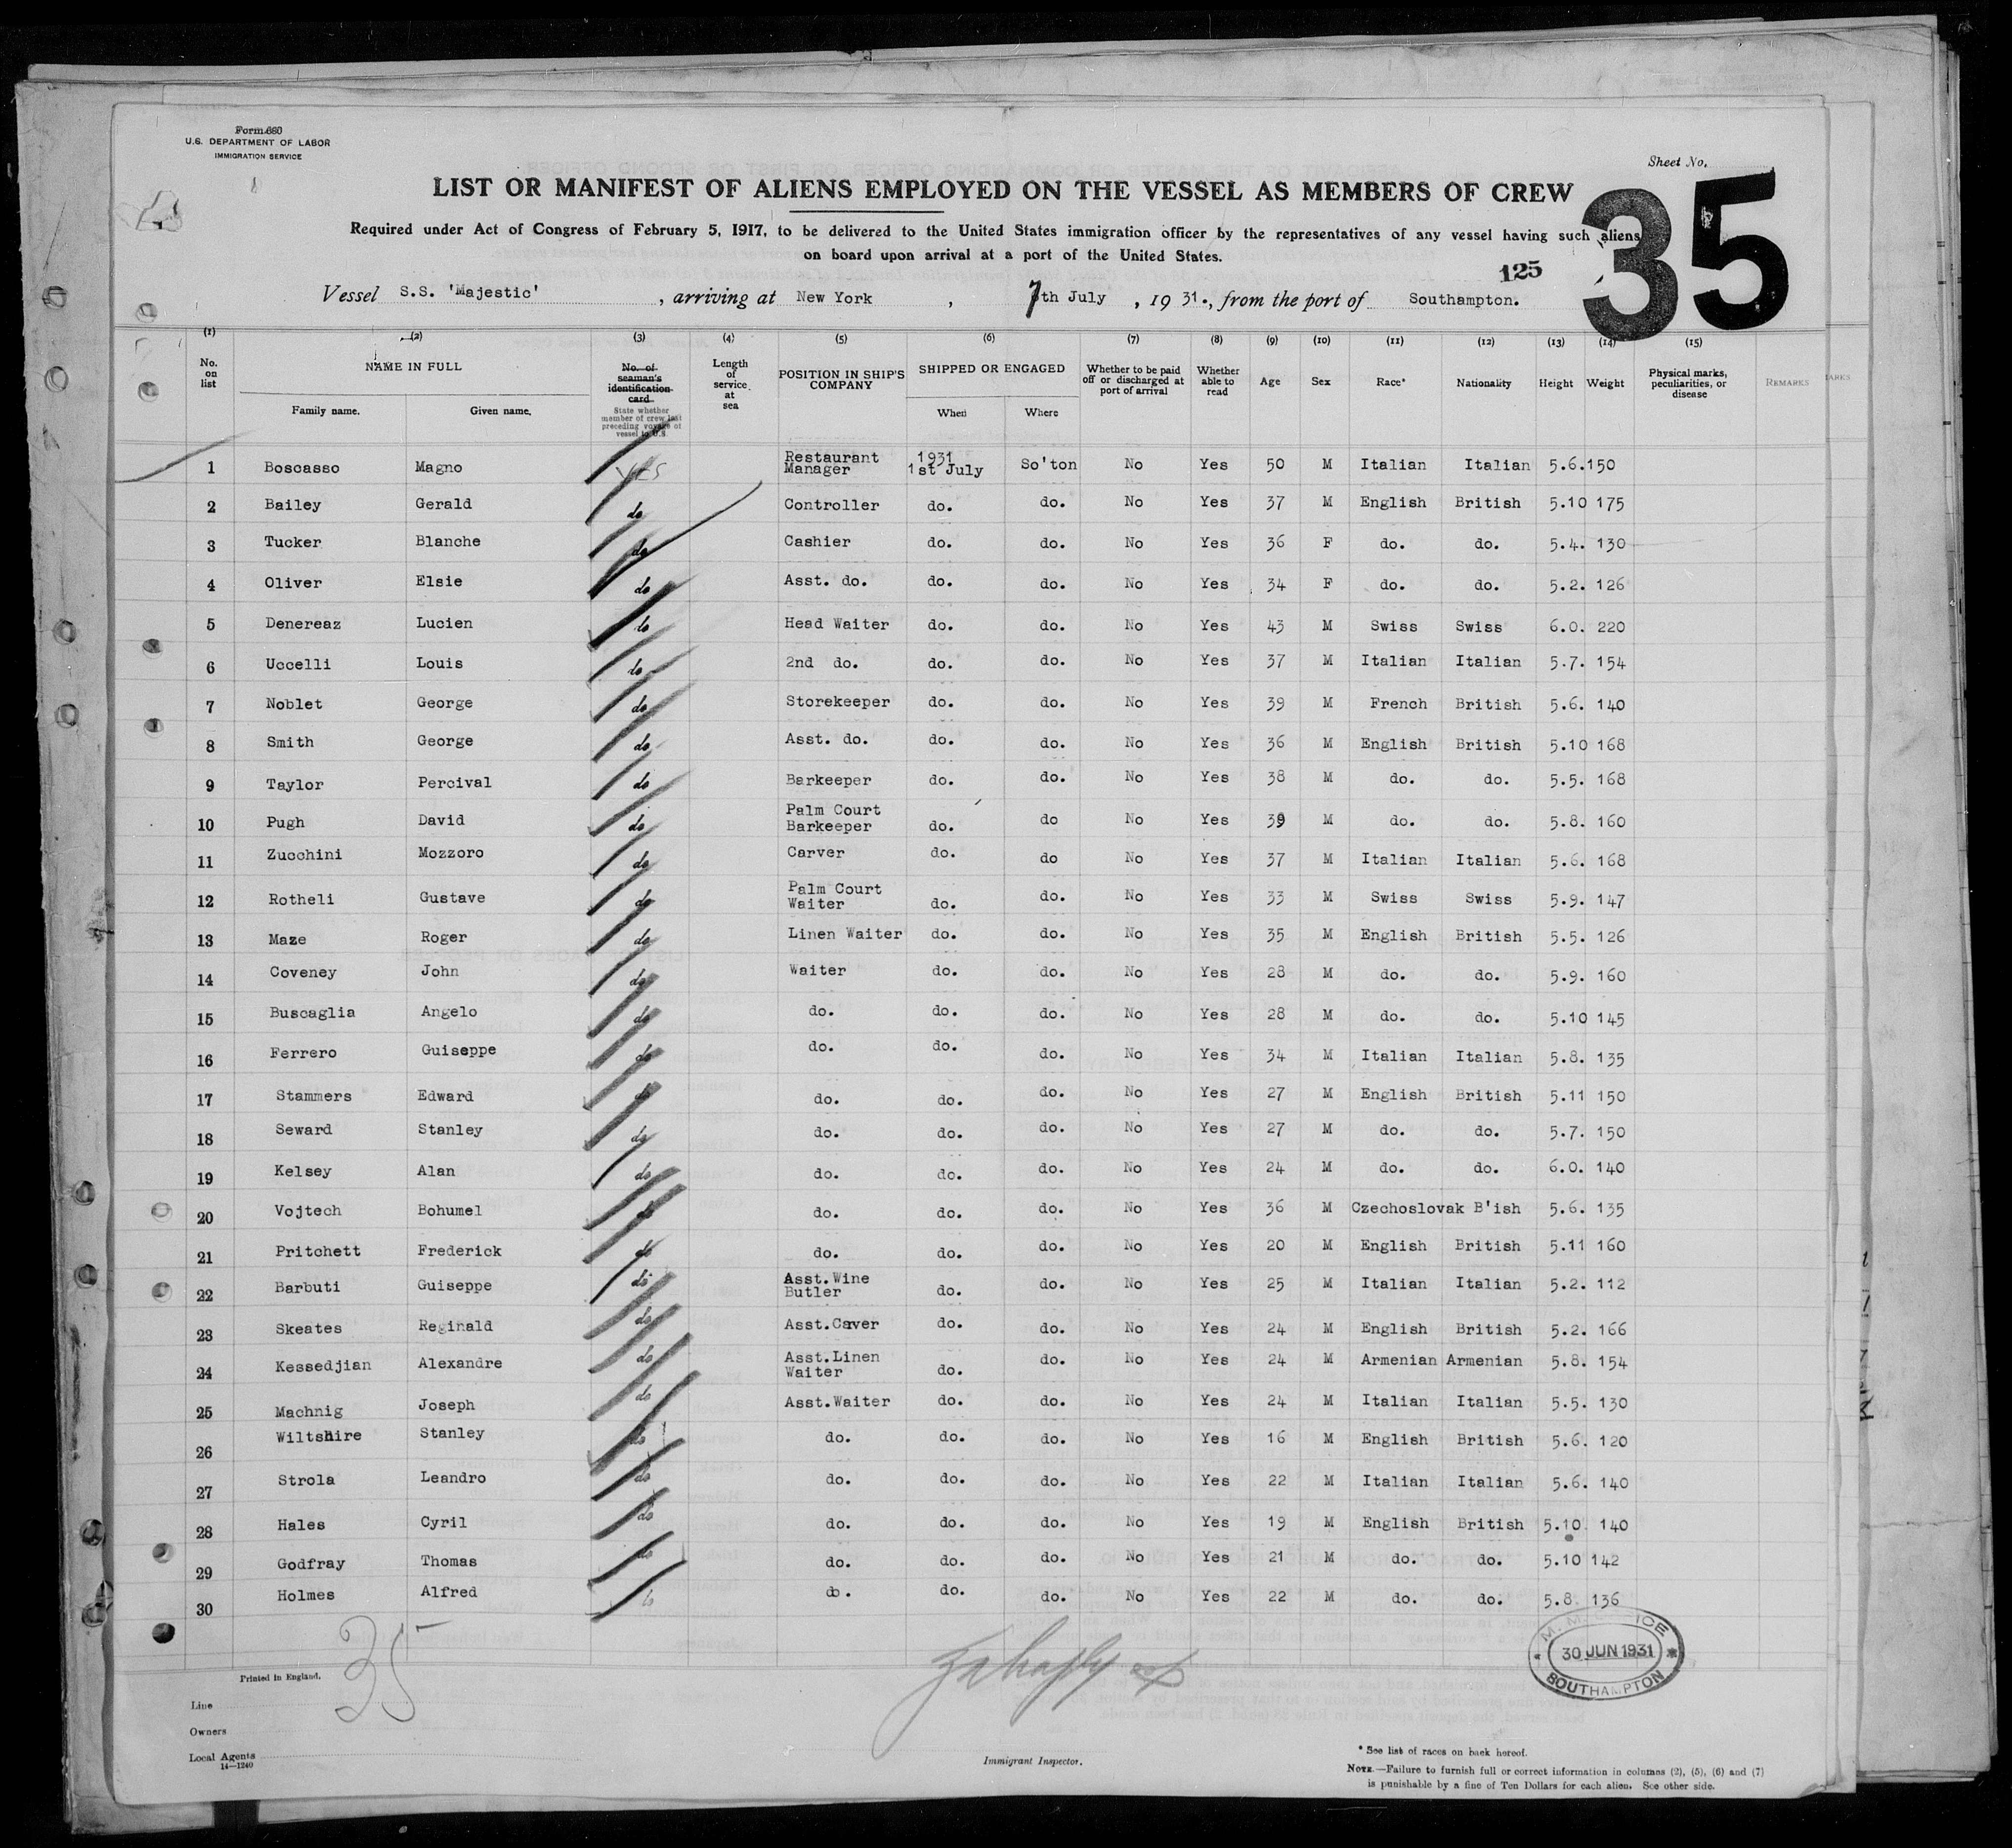 Form 680
U.S. DEPARTMENT OF LABOR
IMMIGRATION SERVICE
Sheet No.
35
LIST OR MANIFEST OF ALIENS EMPLOYED ON THE VESSEL AS MEMBERS OF CREW
Required under Act of Congress of February 5, 1917, to be delivered to the United States immigration officer by the representatives of any vessel having such aliens
on board upon arrival at a port of the United States.
125
Vessel S.S. 'Majestic' , arriving at New York , 7th July , 19 31., from the port of Southampton.
(1) (2) (3) (4) (5) (6) (7) (8) (9) (10) (11) (12) (13) (14) (15)
No. on list NAME IN FULL Family name. Given name. No. of seaman's identification card State whether member of crew last preceding voyage of vessel to U.S. Length of service at sea POSITION IN SHIP'S COMPANY SHIPPED OR ENGAGED When Where Whether to be paid off or discharged at port of arrival Whether able to read Age Sex Race* Nationality Height Weight Physical marks, peculiarities, or disease REMARKS
1 Boscasso Magno Yes Restaurant Manager 1931 1st July So'ton No Yes 50 M Italian Italian 5.6. 150
2 Bailey Gerald do Controller do. do. No Yes 37 M English British 5.10 175
3 Tucker Blanche do Cashier do. do. No Yes 36 F do. do. 5.4. 130
4 Oliver Elsie do Asst. do. do. do. No Yes 34 F do. do. 5.2. 126
5 Denereaz Lucien do Head Waiter do. do. No Yes 43 M Swiss Swiss 6.0. 220
6 Uccelli Louis do 2nd do. do. do. No Yes 37 M Italian Italian 5.7. 154
7 Noblet George do Storekeeper do. do. No Yes 39 M French British 5.6. 140
8 Smith George do Asst. do. do. do. No Yes 36 M English British 5.10 168
9 Taylor Percival do Barkeeper do. do. No Yes 38 M do. do. 5.5. 168
10 Pugh David do Palm Court Barkeeper do. do No Yes 39 M do. do. 5.8. 160
11 Zucchini Mozzoro do Carver do. do No Yes 37 M Italian Italian 5.6. 168
12 Rotheli Gustave do Palm Court Waiter do. do. No Yes 33 M Swiss Swiss 5.9. 147
13 Maze Roger do Linen Waiter do. do. No Yes 35 M English British 5.5. 126
14 Coveney John do Waiter do. do. No Yes 28 M do. do. 5.9. 160
15 Buscaglia Angelo do do. do. do. No Yes 28 M do. do. 5.10 145
16 Ferrero Guiseppe do do. do. do. No Yes 34 M Italian Italian 5.8. 135
17 Stammers Edward do do. do. do. No Yes 27 M English British 5.11 150
18 Seward Stanley do do. do. do. No Yes 27 M do. do. 5.7. 150
19 Kelsey Alan do do. do. do. No Yes 24 M do. do. 6.0. 140
20 Vojtech Bohumel do do. do. do. No Yes 36 M Czechoslovak B'ish 5.6. 135
21 Pritchett Frederick do do. do. do. No Yes 20 M English British 5.11 160
22 Barbuti Guiseppe do Asst.Wine Butler do. do. No Yes 25 M Italian Italian 5.2. 112
23 Skeates Reginald do Asst.Caver do. do. No Yes 24 M English British 5.2. 166
24 Kessedjian Alexandre do Asst.Linen Waiter do. do. No Yes 24 M Armenian Armenian 5.8. 154
25 Machnig Joseph do Asst.Waiter do. do. No Yes 24 M Italian Italian 5.5. 130
26 Wiltshire Stanley do do. do. do. No Yes 16 M English British 5.6. 120
27 Strola Leandro do do. do. do. No Yes 22 M Italian Italian 5.6. 140
28 Hales Cyril do do. do. do. No Yes 19 M English British 5.10. 140
29 Godfray Thomas do do. do. do. No Yes 21 M do. do. 5.10 142
30 Holmes Alfred do do. do. do. No Yes 22 M do. do. 5.8. 136
30 JUN 1931
SOUTHAMPTON
Printed in England.
35
Line
Owners
Local Agents
14—1240
Immigrant Inspector.
* See list of races on back hereof.
NOTE.—Failure to furnish full or correct information in columns (2), (5), (6) and (7)
is punishable by a fine of Ten Dollars for each alien. See other side.